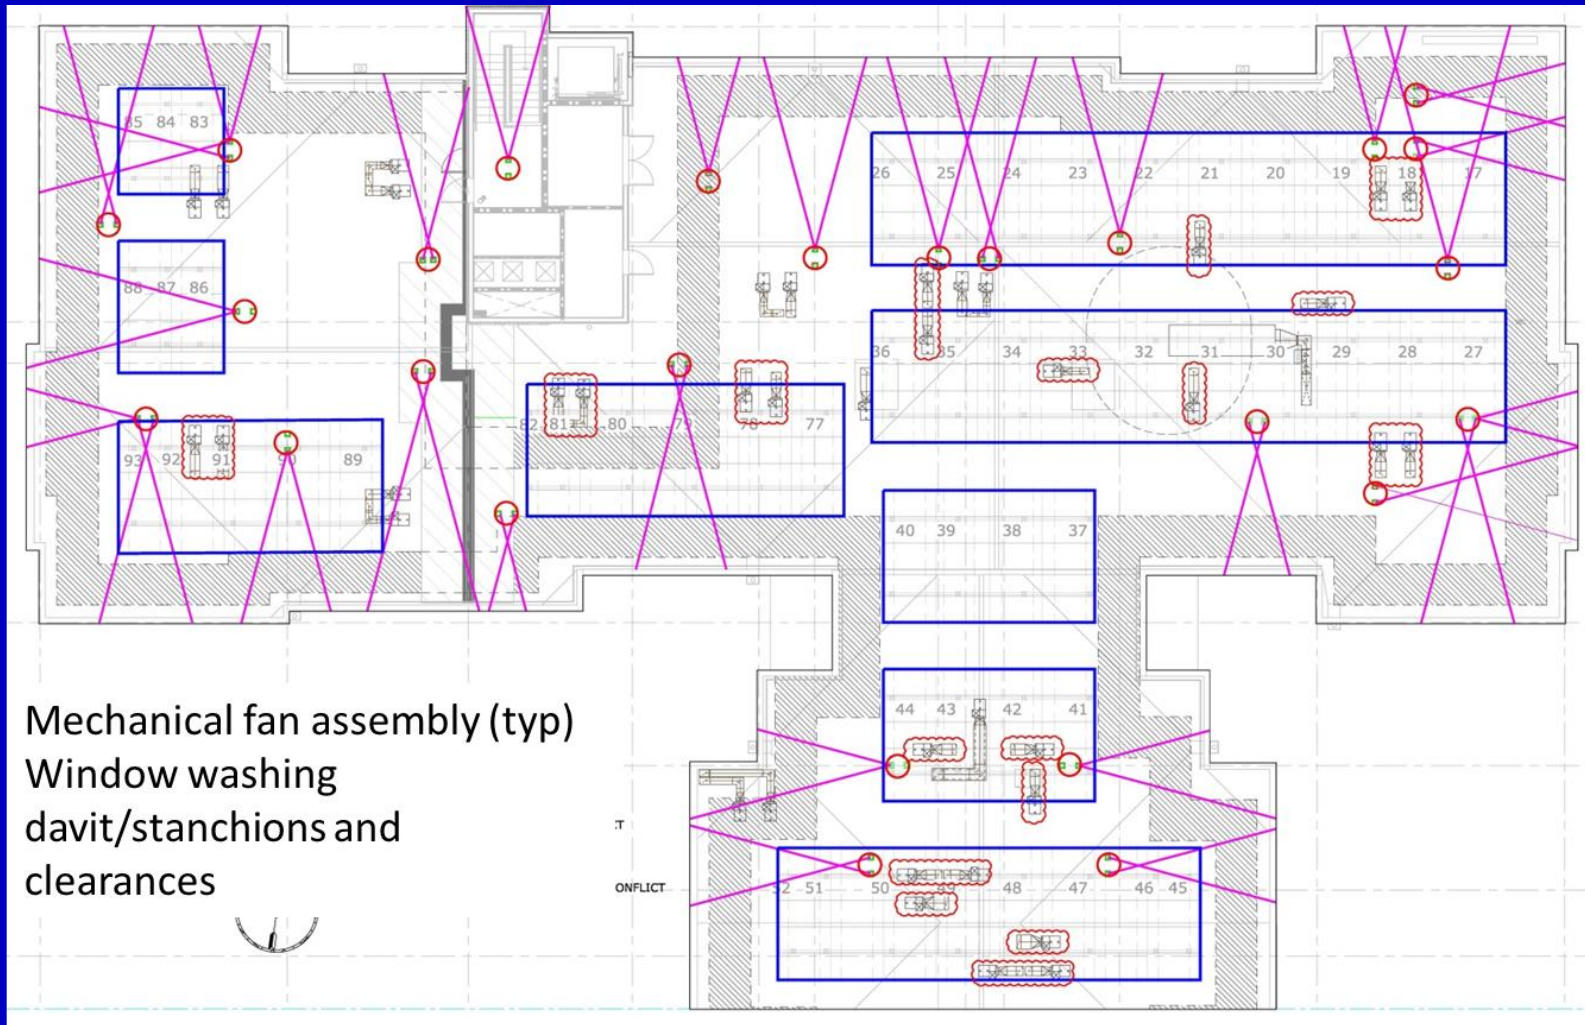 85 84 83
26 25 24 23 22 21 20 19 18 17
88 87 86
36 35 34 33 32 31 30 29 28 27
82 81 80 79 78 77
93 92 91 90 89
40 39 38 37
44 43 42 41
Mechanical fan assembly (typ)
Window washing
davit/stanchions and
clearances
ONFLICT
52 51 50 49 48 47 46 45